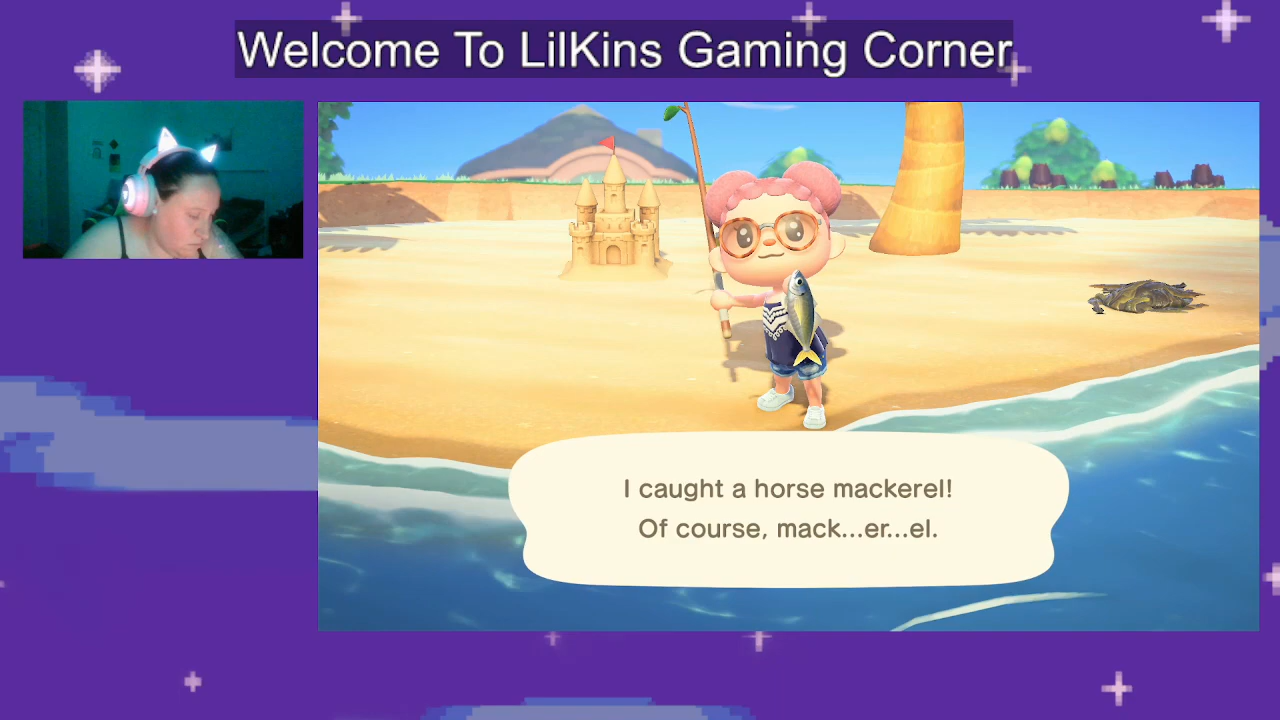 Welcome To LilKins Gaming Corner
I caught a horse mackerel!
Of course, mack...er...el.